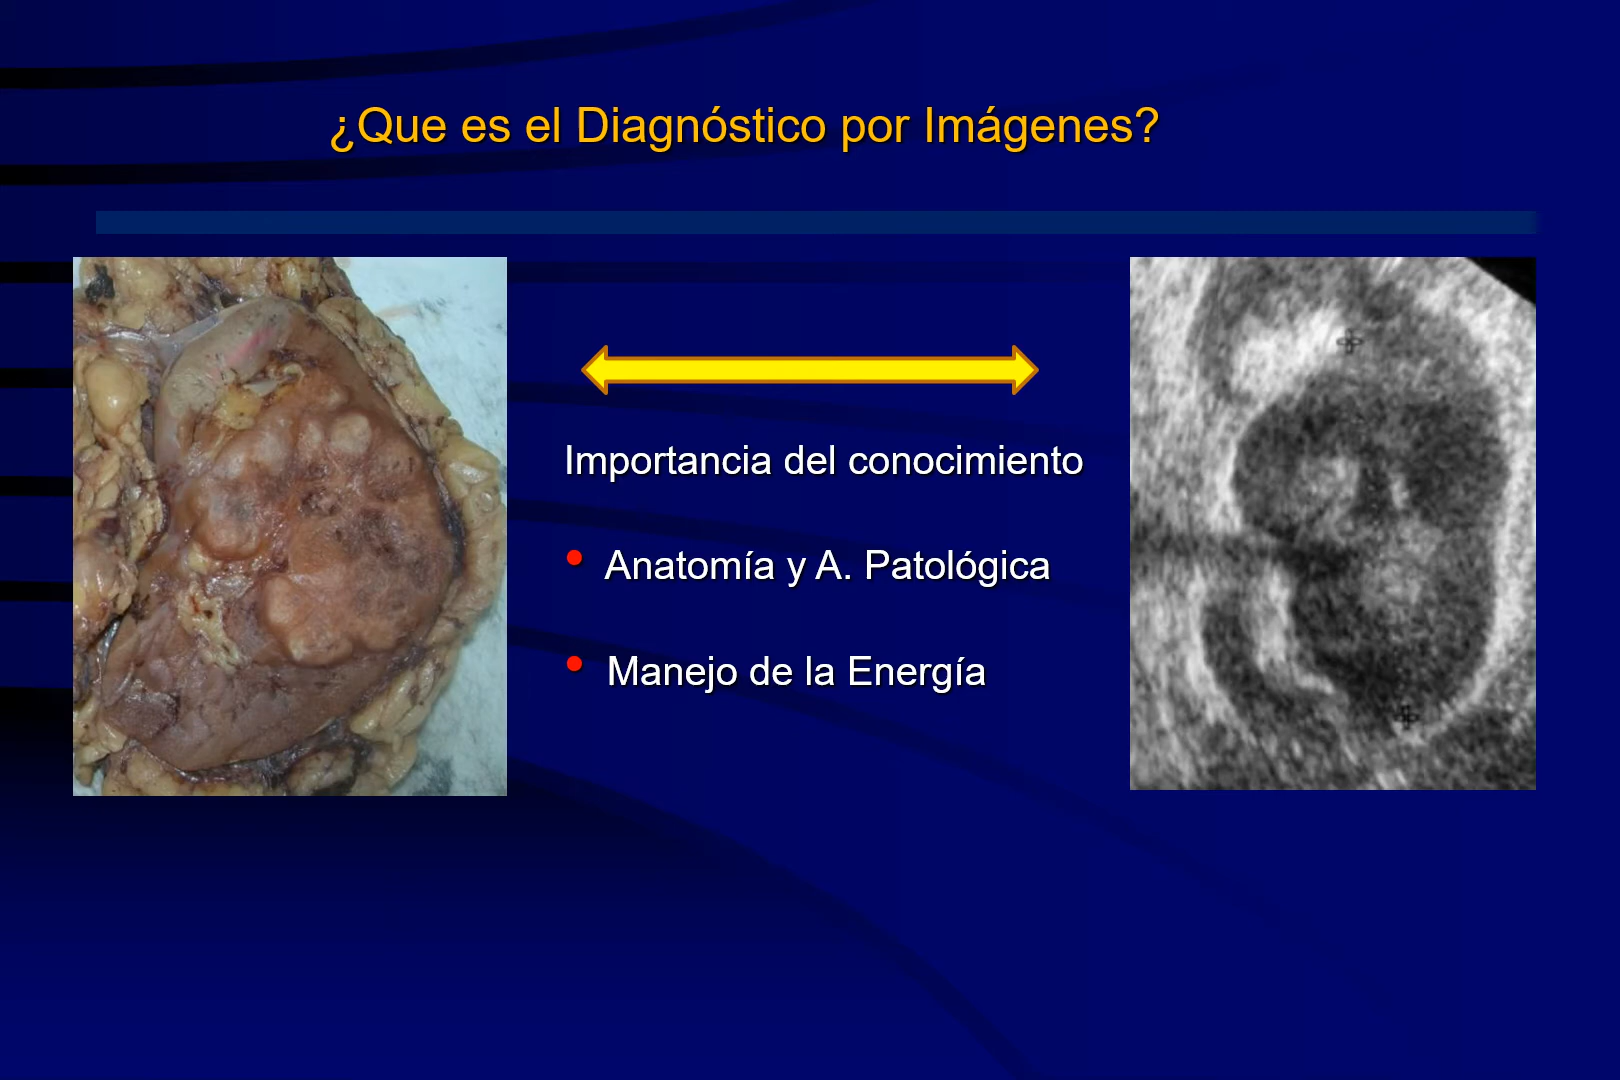 ¿Que es el Diagnóstico por Imágenes?
Importancia del conocimiento
• Anatomía y A. Patológica
• Manejo de la Energía